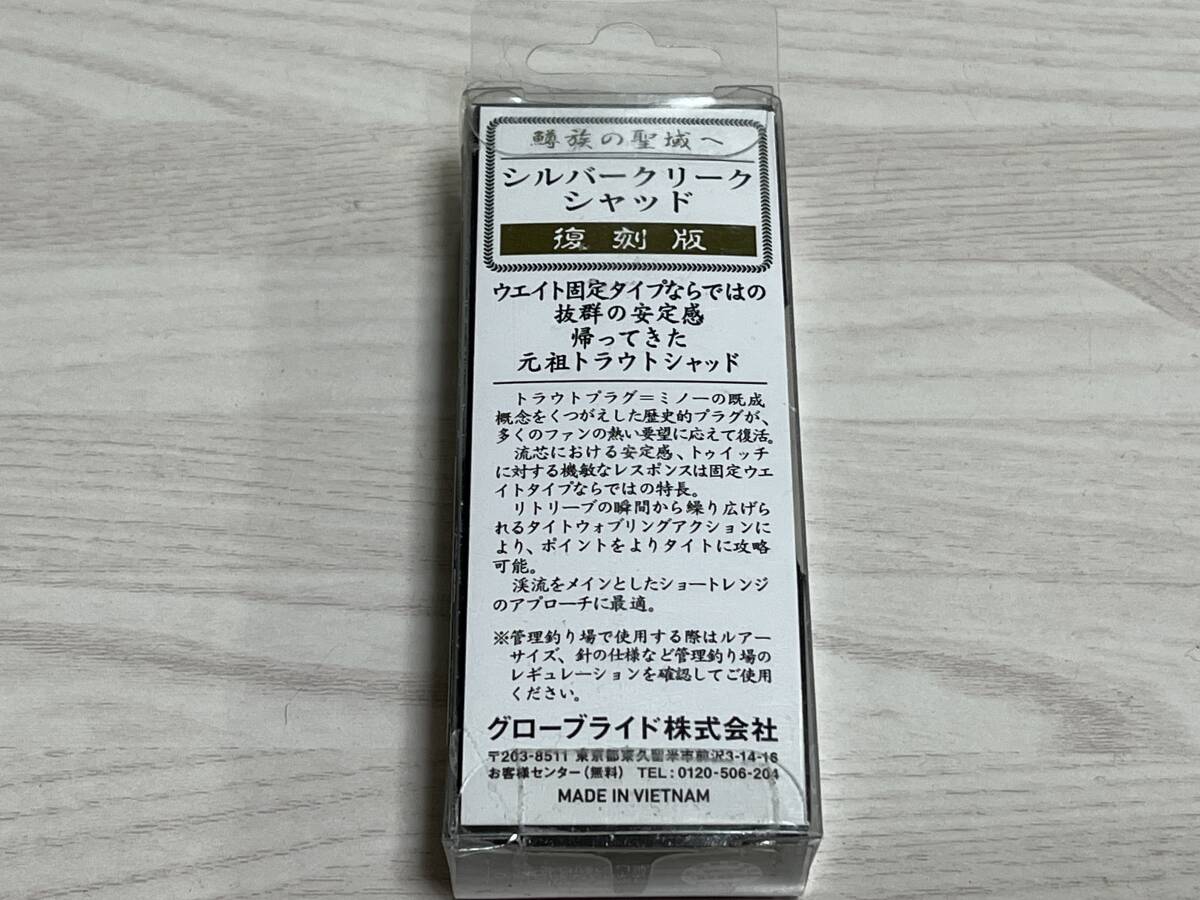 鱒族の聖域へ
シルバークリーク
シャッド
復刻版
ウエイト固定タイプならではの
抜群の安定感
帰ってきた
元祖トラウトシャッド
トラウトプラグ＝ミノーの既成
概念をくつがえした歴史的プラグが、
多くのファンの熱い要望に応えて復活。
流芯における安定感、トゥイッチ
に対する機敏なレスポンスは固定ウエ
イトタイプならではの特長。
リトリーブの瞬間から繰り広げら
れるタイトウォブリングアクションに
より、ポイントをよりタイトに攻略
可能。
渓流をメインとしたショートレンジ
のアプローチに最適。
※管理釣り場で使用する際はルアー
サイズ、針の仕様など管理釣り場の
レギュレーションを確認してご使用
ください。
グローブライド株式会社
〒203-8511 東京都東久留米市前沢3-14-16
お客様センター（無料） TEL：0120-506-204
MADE IN VIETNAM